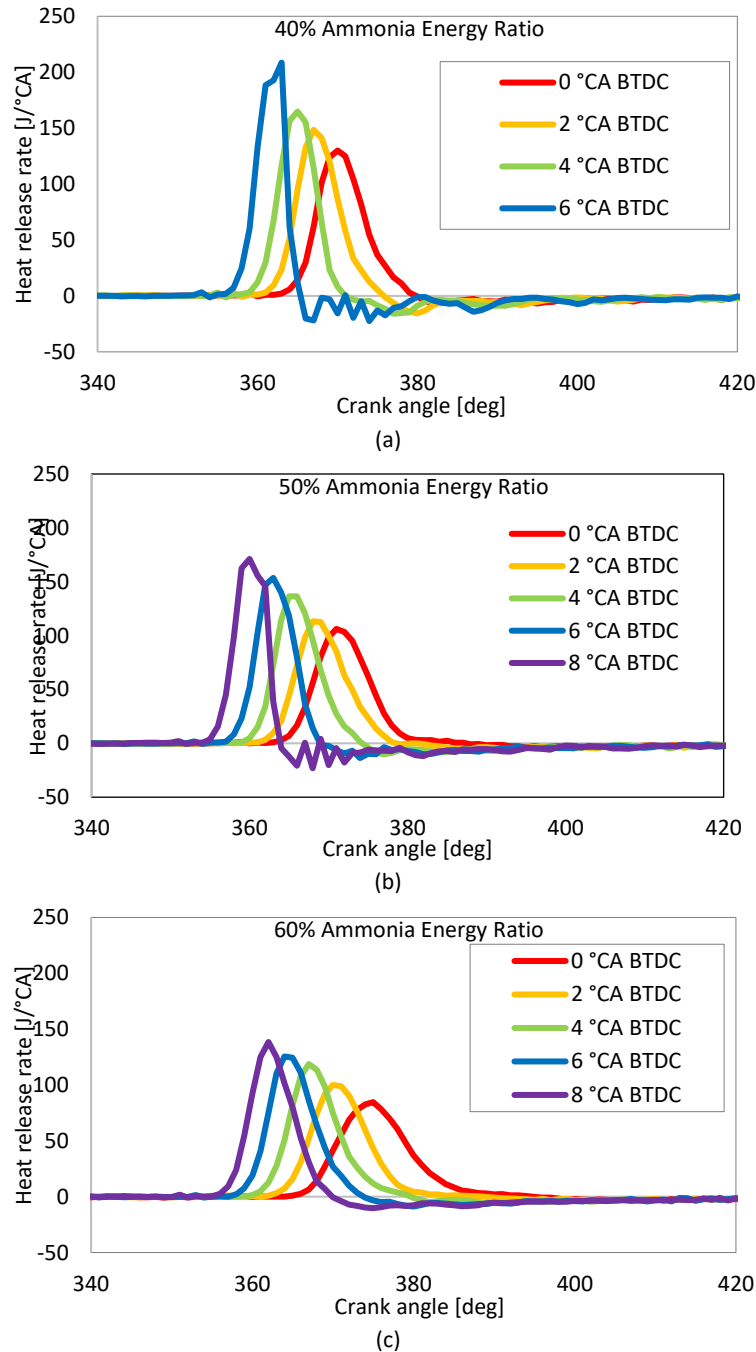 40% Ammonia Energy Ratio
Heat release rate [J/°CA]
250
200
150
100
50
0
-50
0 °CA BTDC
2 °CA BTDC
4 °CA BTDC
6 °CA BTDC
340 360 380 400 420
Crank angle [deg]
(a)
50% Ammonia Energy Ratio
Heat release rate [J/°CA]
250
200
150
100
50
0
-50
0 °CA BTDC
2 °CA BTDC
4 °CA BTDC
6 °CA BTDC
8 °CA BTDC
340 360 380 400 420
Crank angle [deg]
(b)
60% Ammonia Energy Ratio
Heat release rate [J/°CA]
250
200
150
100
50
0
-50
0 °CA BTDC
2 °CA BTDC
4 °CA BTDC
6 °CA BTDC
8 °CA BTDC
340 360 380 400 420
Crank angle [deg]
(c)